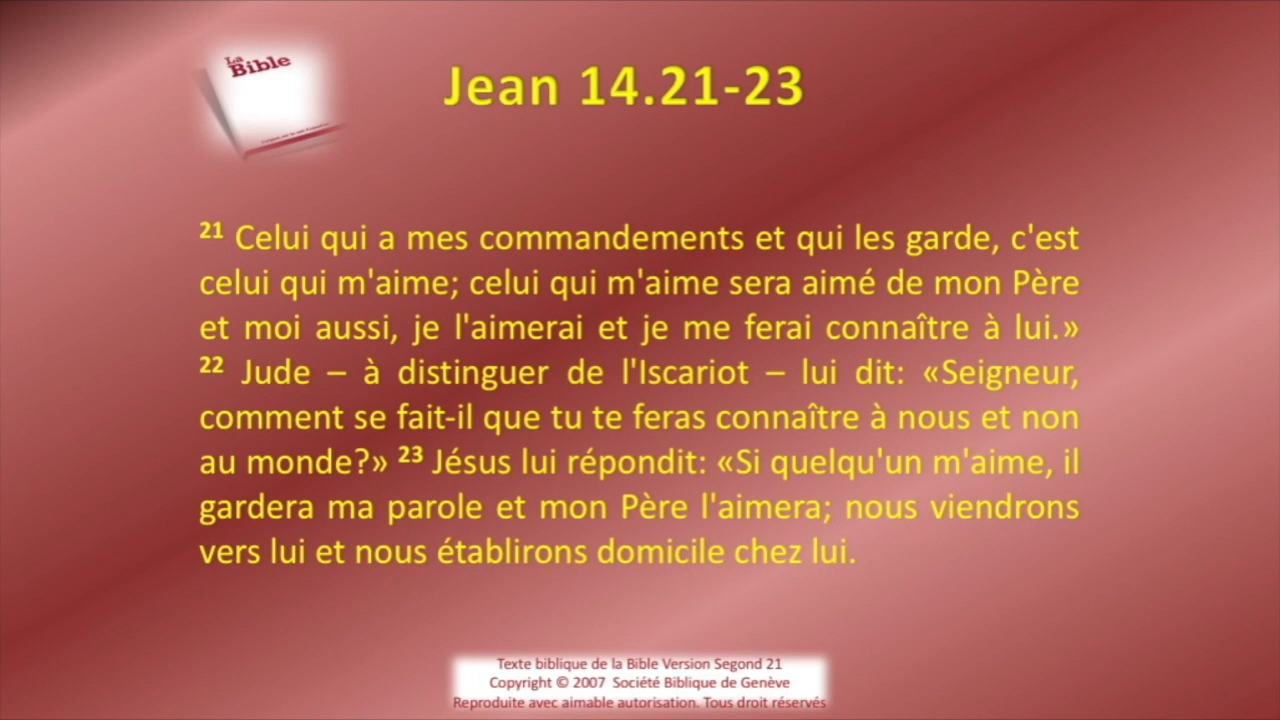 La
Bible
Jean 14.21-23
21 Celui qui a mes commandements et qui les garde, c'est
celui qui m'aime; celui qui m'aime sera aimé de mon Père
et moi aussi, je l'aimerai et je me ferai connaître à lui.»
22 Jude – à distinguer de l'Iscariot – lui dit: «Seigneur,
comment se fait-il que tu te feras connaître à nous et non
au monde?» 23 Jésus lui répondit: «Si quelqu'un m'aime, il
gardera ma parole et mon Père l'aimera; nous viendrons
vers lui et nous établirons domicile chez lui.
Texte biblique de la Bible Version Segond 21
Copyright © 2007 Société Biblique de Genève
Reproduite avec aimable autorisation. Tous droit réservés